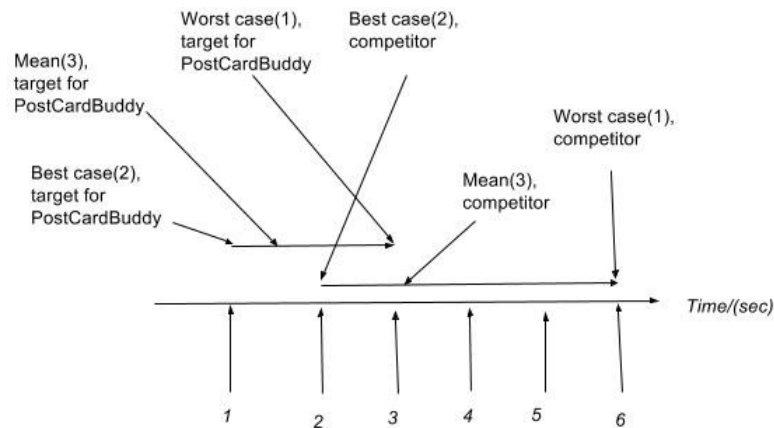 Worst case(1),
target for
PostCardBuddy
Best case(2),
competitor
Mean(3),
target for
PostCardBuddy
Worst case(1),
competitor
Best case(2),
target for
PostCardBuddy
Mean(3),
competitor
Time/(sec)
1 2 3 4 5 6